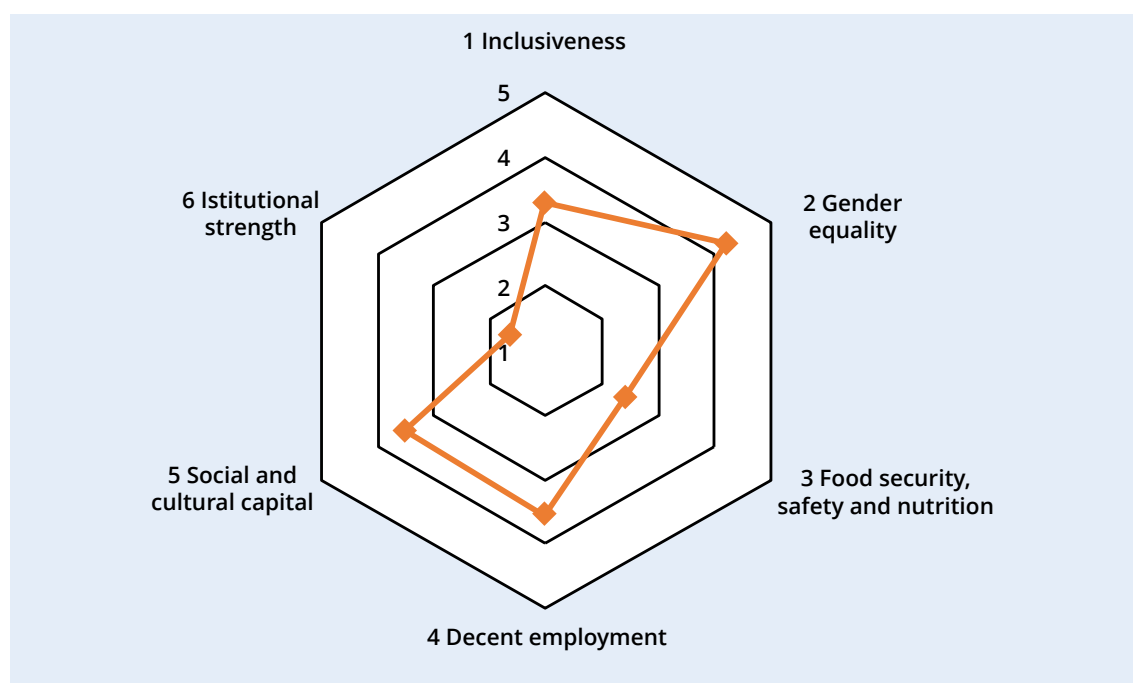 1 Inclusiveness
5
4
3
2
1
2 Gender
equality
3 Food security,
safety and nutrition
4 Decent employment
5 Social and
cultural capital
6 Istitutional
strength